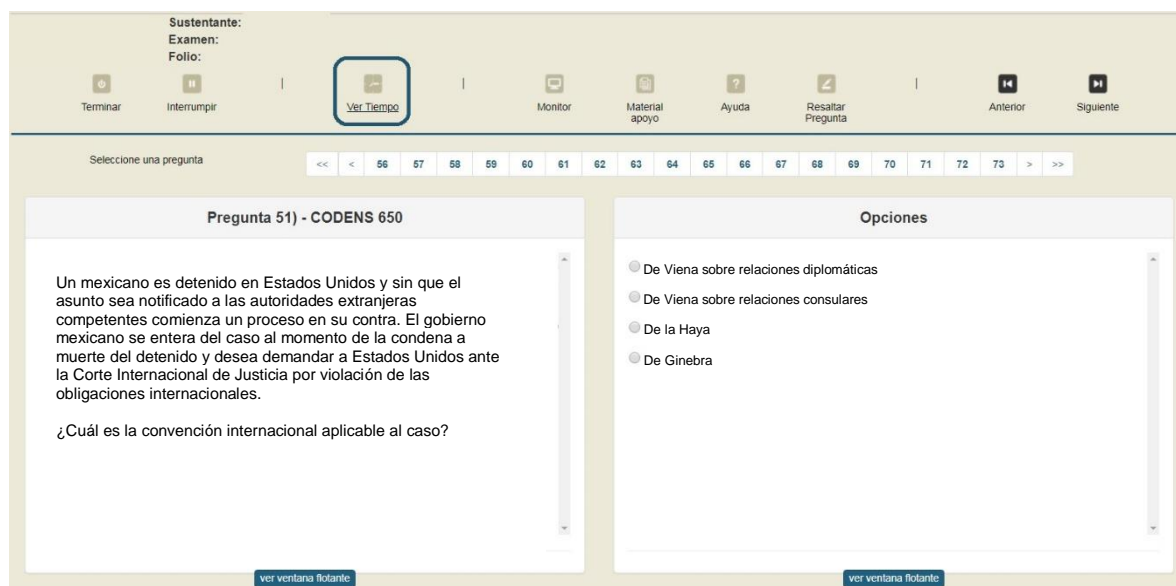 Sustentante:
Examen:
Folio:
Terminar
Interrumpir
|
Ver Tiempo
|
Monitor
Material
apoyo
Ayuda
Resaltar
Pregunta
|
Anterior
Siguiente
Seleccione una pregunta
<< < 56 57 58 59 60 61 62 63 64 65 66 67 68 69 70 71 72 73 > >>
Pregunta 51) - CODENS 650
Un mexicano es detenido en Estados Unidos y sin que el
asunto sea notificado a las autoridades extranjeras
competentes comienza un proceso en su contra. El gobierno
mexicano se entera del caso al momento de la condena a
muerte del detenido y desea demandar a Estados Unidos ante
la Corte Internacional de Justicia por violación de las
obligaciones internacionales.
¿Cuál es la convención internacional aplicable al caso?
ver ventana flotante
Opciones
De Viena sobre relaciones diplomáticas
De Viena sobre relaciones consulares
De la Haya
De Ginebra
ver ventana flotante